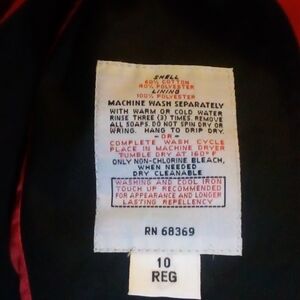 SHELL
60% COTTON
40% POLYESTER
LINING
100% POLYESTER
MACHINE WASH SEPARATELY
WITH WARM OR COLD WATER
RINSE THREE (3) TIMES. REMOVE
ALL SOAPS. DO NOT SPIN DRY OR
WRING. HANG TO DRIP DRY.
-OR-
COMPLETE WASH CYCLE
PLACE IN MACHINE DRYER
TUMBLE DRY AT 160° F
ONLY NON-CHLORINE BLEACH,
WHEN NEEDED
DRY CLEANABLE
WASHING AND COOL IRON
TOUCH UP RECOMMENDED
FOR APPEARANCE AND LONGER
LASTING REPELLENCY
RN 68369
10
REG